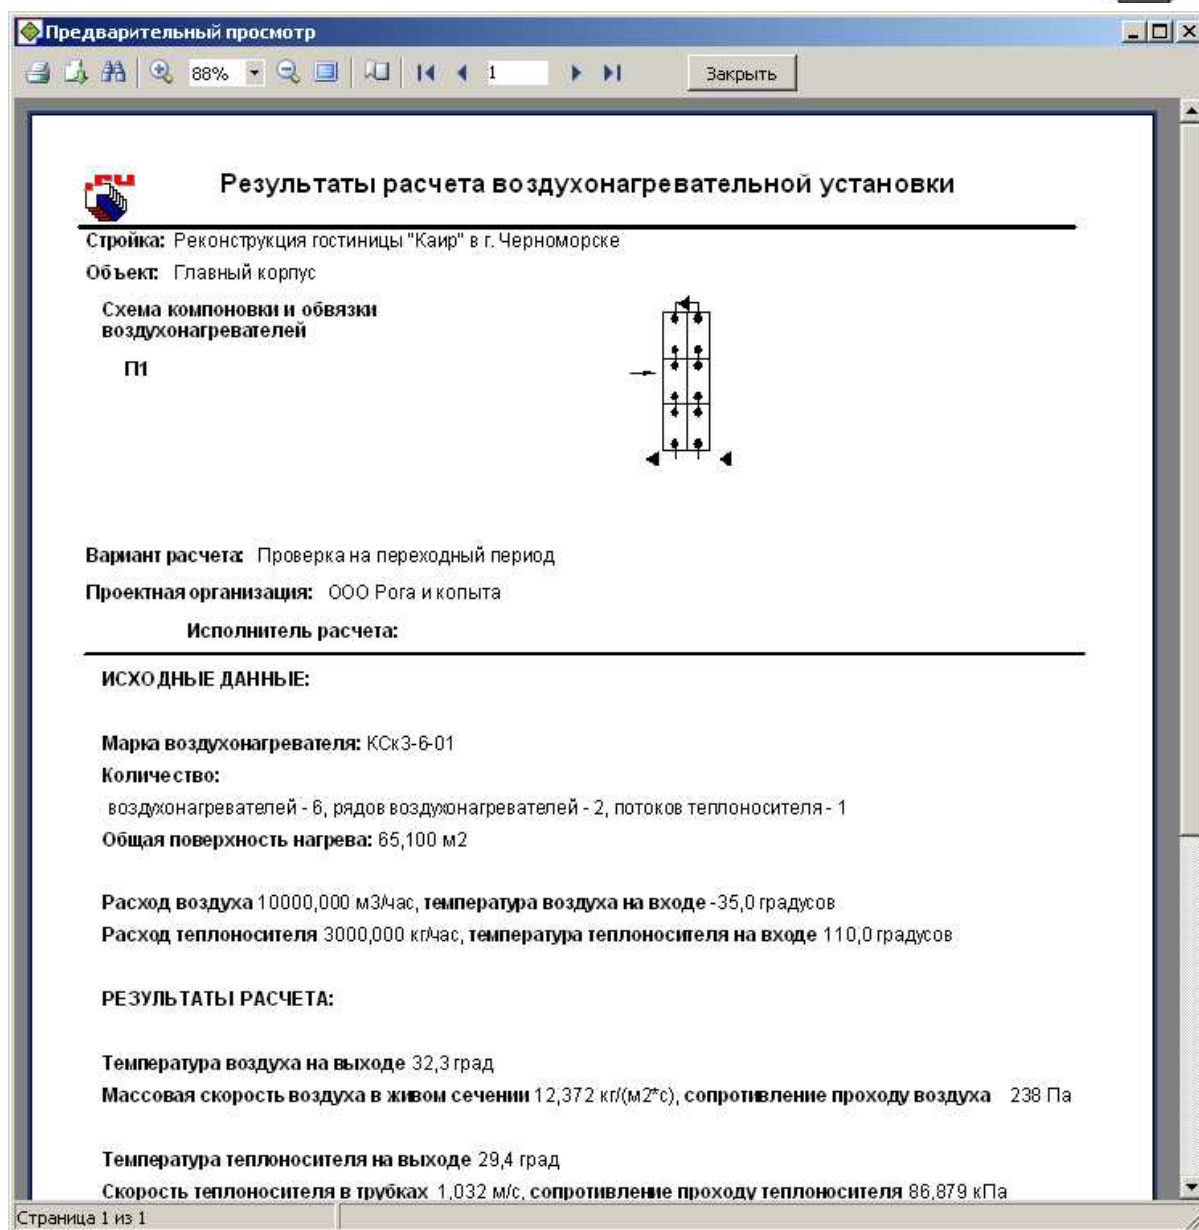 Предварительный просмотр
88%
1
Закрыть
.ru
Результаты расчета воздухонагревательной установки
Стройка: Реконструкция гостиницы "Каир" в г. Черноморске
Объект: Главный корпус
Схема компоновки и обвязки
воздухонагревателей
П1
Вариант расчета: Проверка на переходный период
Проектная организация: ООО Рога и копыта
Исполнитель расчета:
ИСХОДНЫЕ ДАННЫЕ:
Марка воздухонагревателя: КСк3-6-01
Количество:
воздухонагревателей - 6, рядов воздухонагревателей - 2, потоков теплоносителя - 1
Общая поверхность нагрева: 65,100 м2
Расход воздуха 10000,000 м3/час, температура воздуха на входе -35,0 градусов
Расход теплоносителя 3000,000 кг/час, температура теплоносителя на входе 110,0 градусов
РЕЗУЛЬТАТЫ РАСЧЕТА:
Температура воздуха на выходе 32,3 град
Массовая скорость воздуха в живом сечении 12,372 кг/(м2*с), сопротивление проходу воздуха 238 Па
Температура теплоносителя на выходе 29,4 град
Скорость теплоносителя в трубках 1,032 м/с, сопротивление проходу теплоносителя 86,879 кПа
Страница 1 из 1